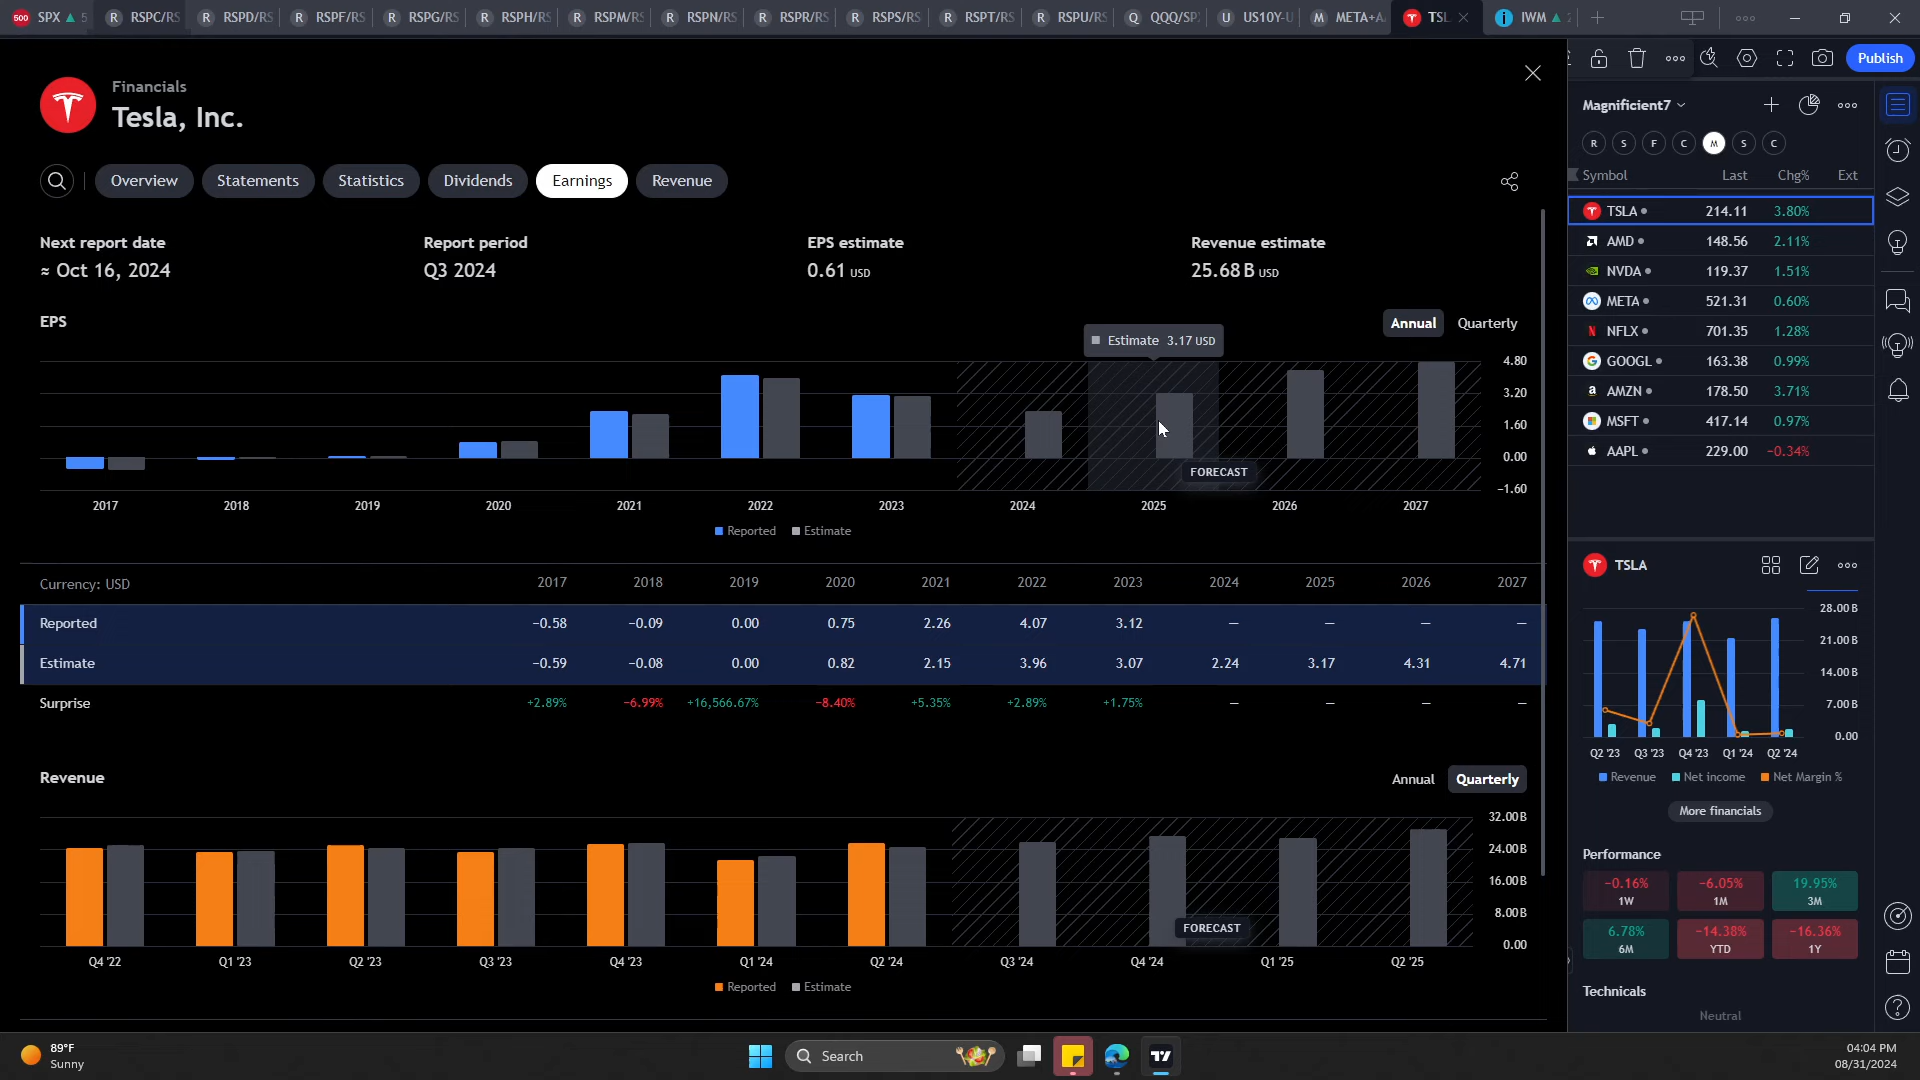 500 SPX ▲ 5
R RSPC/RS
R RSPD/RS
R RSPF/RS
R RSPG/RS
R RSPH/RS
R RSPM/RS
R RSPN/RS
R RSPR/RS
R RSPS/RS
R RSPT/RS
R RSPU/RS
Q QQQ/SP
U US10Y-U
M META+A
TSL
IWM ▲
Publish
Financials
Tesla, Inc.
Overview
Statements
Statistics
Dividends
Earnings
Revenue
Next report date
Report period
EPS estimate
Revenue estimate
≈ Oct 16, 2024
Q3 2024
0.61 USD
25.68 B USD
EPS
Annual Quarterly
Estimate 3.17 USD
4.80
3.20
1.60
0.00
−1.60
FORECAST
2017 2018 2019 2020 2021 2022 2023 2024 2025 2026 2027
Reported Estimate
Currency: USD 2017 2018 2019 2020 2021 2022 2023 2024 2025 2026 2027
Reported −0.58 −0.09 0.00 0.75 2.26 4.07 3.12 — — — —
Estimate −0.59 −0.08 0.00 0.82 2.15 3.96 3.07 2.24 3.17 4.31 4.71
Surprise +2.89% −6.99% +16,566.67% −8.40% +5.35% +2.89% +1.75% — — — —
Revenue
Annual Quarterly
32.00B
24.00B
16.00B
8.00B
0.00
FORECAST
Q4 '22 Q1 '23 Q2 '23 Q3 '23 Q4 '23 Q1 '24 Q2 '24 Q3 '24 Q4 '24 Q1 '25 Q2 '25
Reported Estimate
Magnificient7
R S F C M S C
Symbol Last Chg% Ext
TSLA 214.11 3.80%
AMD 148.56 2.11%
NVDA 119.37 1.51%
META 521.31 0.60%
NFLX 701.35 1.28%
GOOGL 163.38 0.99%
AMZN 178.50 3.71%
MSFT 417.14 0.97%
AAPL 229.00 −0.34%
TSLA
28.00B
21.00B
14.00B
7.00B
0.00
Q2 '23 Q3 '23 Q4 '23 Q1 '24 Q2 '24
Revenue Net income Net Margin %
More financials
Performance
−0.16% −6.05% 19.95%
1W 1M 3M
6.78% −14.38% −16.36%
6M YTD 1Y
Technicals
Neutral
89°F
Sunny
Search
04:04 PM
08/31/2024